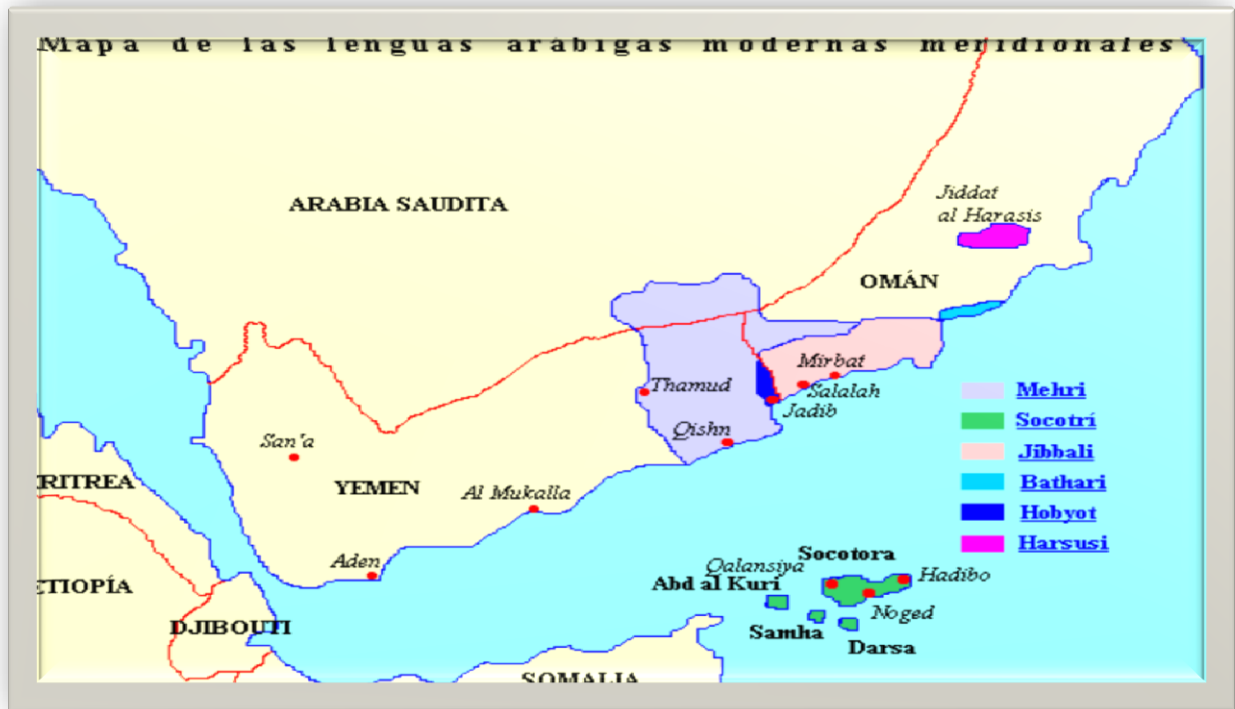 Mapa de las lenguas arábigas modernas meridionales
ARABIA SAUDITA
Jiddat
al Harasis
OMÁN
Mirbat
Thamud
Salalah
Jadib
Qishn
San'a
YEMEN
Al Mukalla
Aden
RITREA
ETIOPÍA
DJIBOUTI
SOMALIA
Mehri
Socotrí
Jibbali
Bathari
Hobyot
Harsusi
Socotora
Qalansiya
Hadibo
Abd al Kuri
Noged
Samha
Darsa